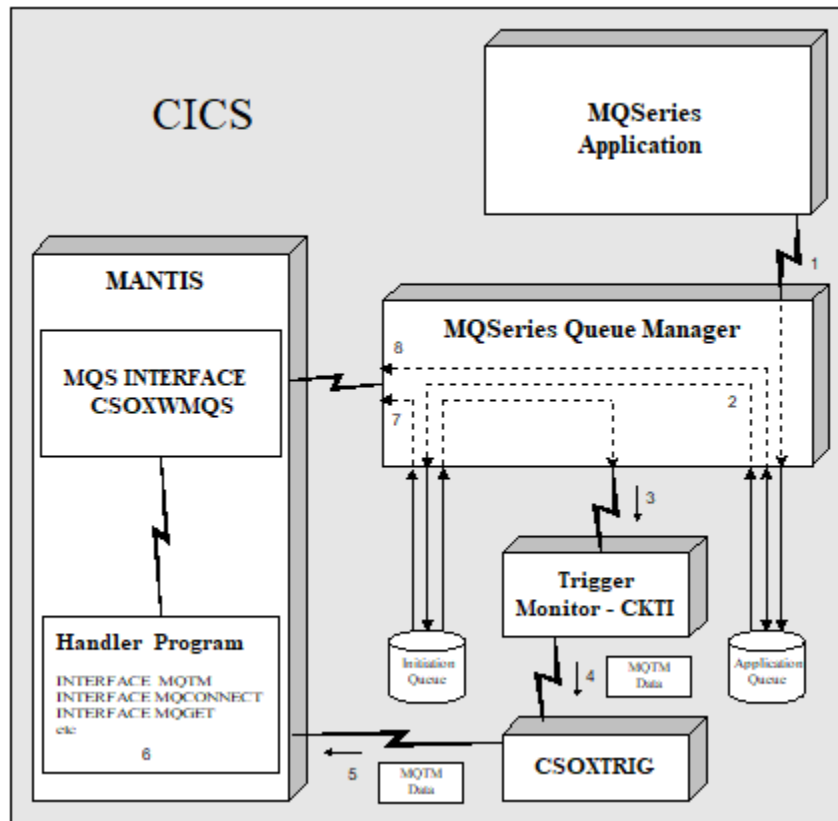 CICS
MQSeries
Application
1
MANTIS
MQSeries Queue Manager
MQS INTERFACE
CSOXWMQS
8
2
7
3
Trigger
Monitor - CKTI
Handler Program
INTERFACE MQTM
INTERFACE MQCONNECT
INTERFACE MQGET
etc
6
Initiation
Queue
4
MQTM
Data
Application
Queue
5
MQTM
Data
CSOXTRIG